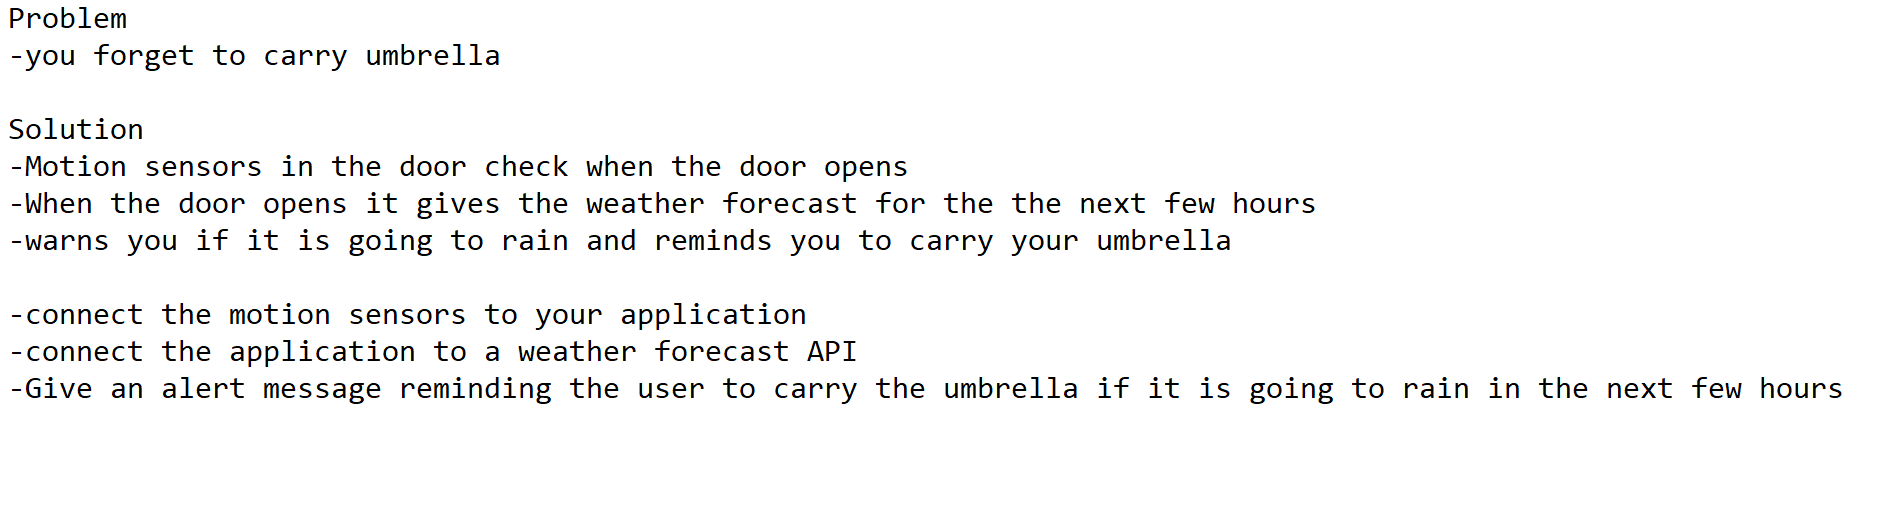 Problem
-you forget to carry umbrella
Solution
-Motion sensors in the door check when the door opens
-When the door opens it gives the weather forecast for the the next few hours
-warns you if it is going to rain and reminds you to carry your umbrella
-connect the motion sensors to your application
-connect the application to a weather forecast API
-Give an alert message reminding the user to carry the umbrella if it is going to rain in the next few hours